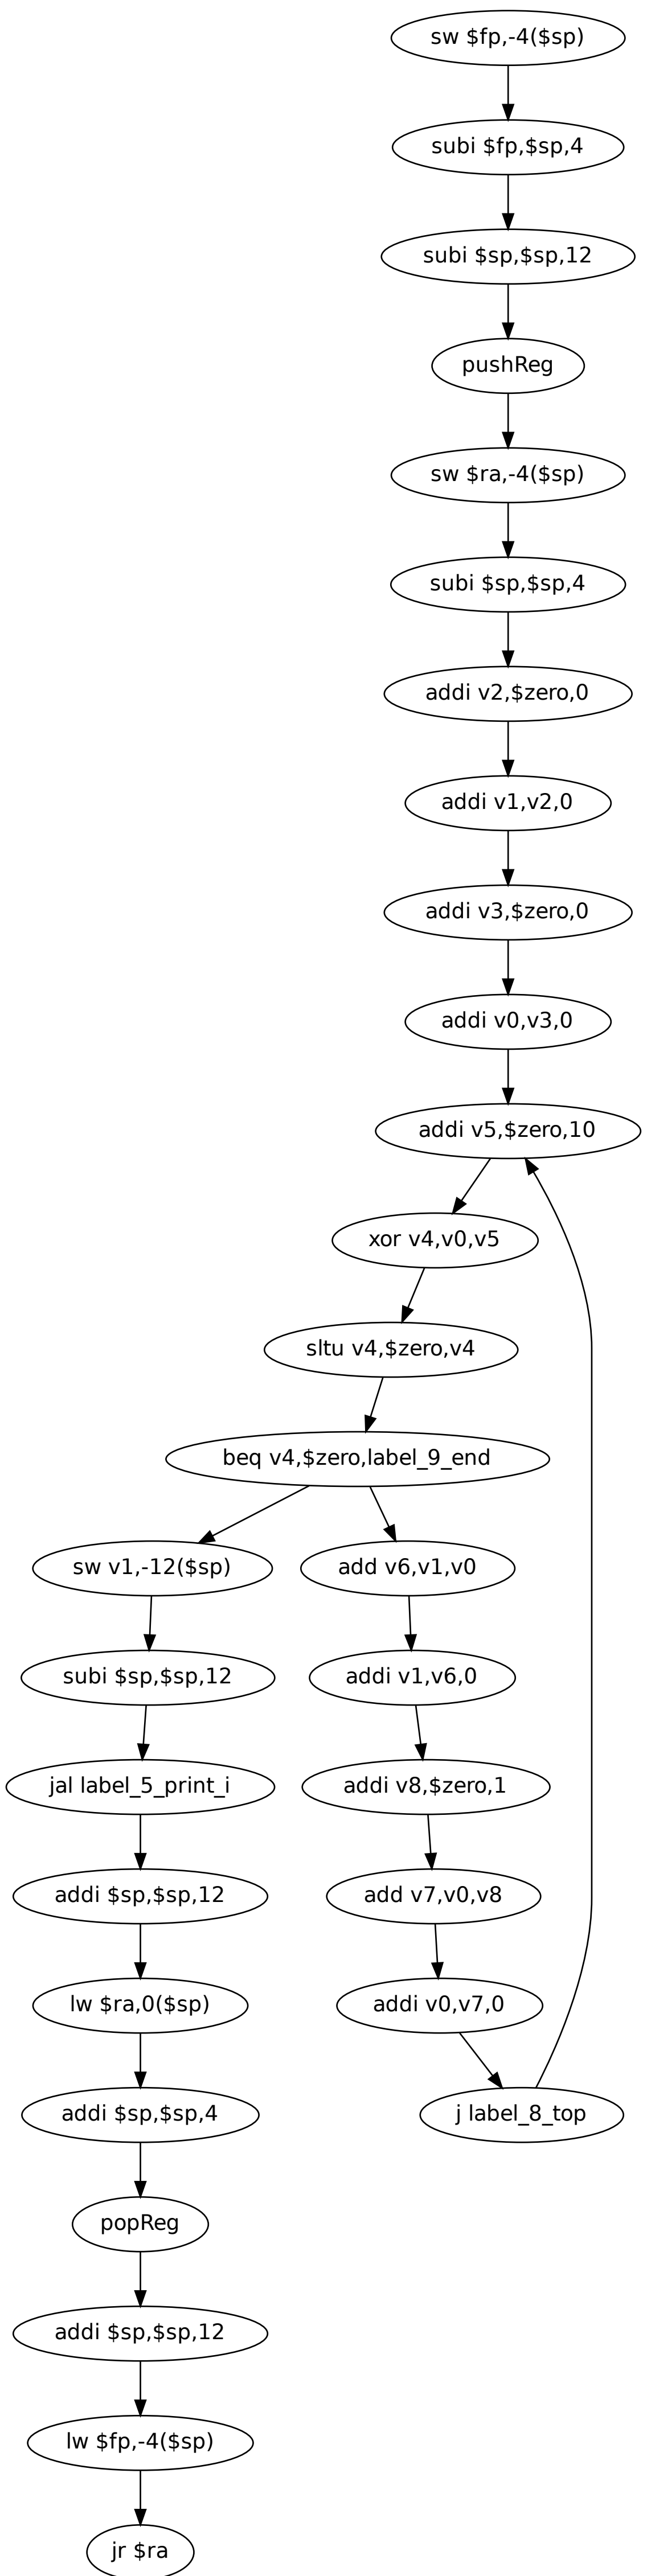 sw $fp,-4($sp)
subi $fp,$sp,4
subi $sp,$sp,12
pushReg
sw $ra,-4($sp)
subi $sp,$sp,4
addi v2,$zero,0
addi v1,v2,0
addi v3,$zero,0
addi v0,v3,0
addi v5,$zero,10
xor v4,v0,v5
sltu v4,$zero,v4
beq v4,$zero,label_9_end
sw v1,-12($sp)
add v6,v1,v0
subi $sp,$sp,12
addi v1,v6,0
jal label_5_print_i
addi v8,$zero,1
addi $sp,$sp,12
add v7,v0,v8
lw $ra,0($sp)
addi v0,v7,0
addi $sp,$sp,4
j label_8_top
popReg
addi $sp,$sp,12
lw $fp,-4($sp)
jr $ra